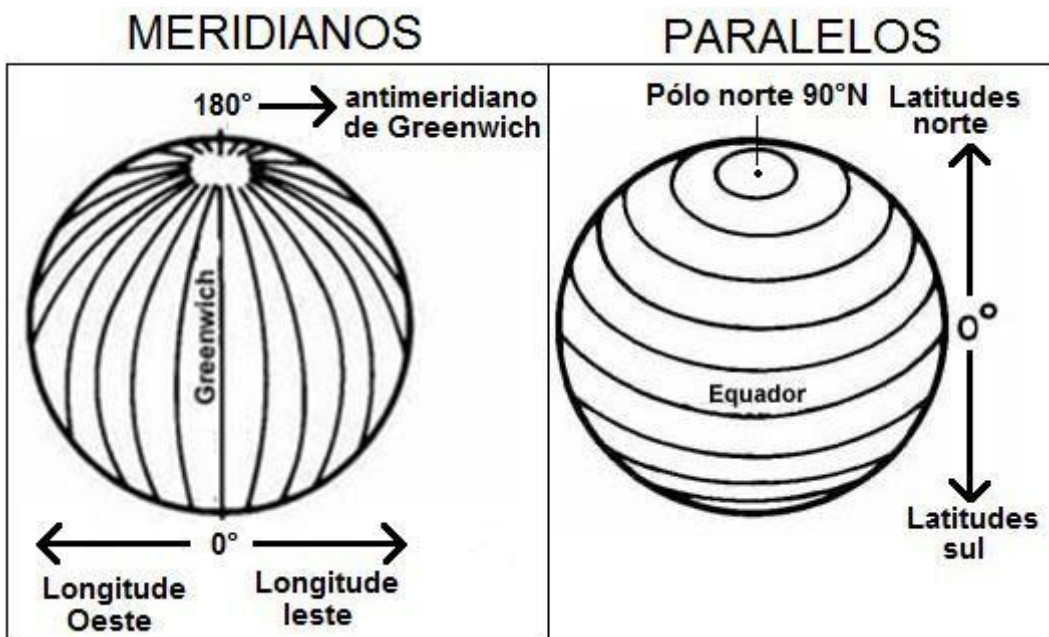 MERIDIANOS
180°
antimeridiano
de Greenwich
Greenwich
0°
Longitude
Oeste
Longitude
leste
PARALELOS
Pólo norte 90°N
Latitudes
norte
0°
Equador
Latitudes
sul